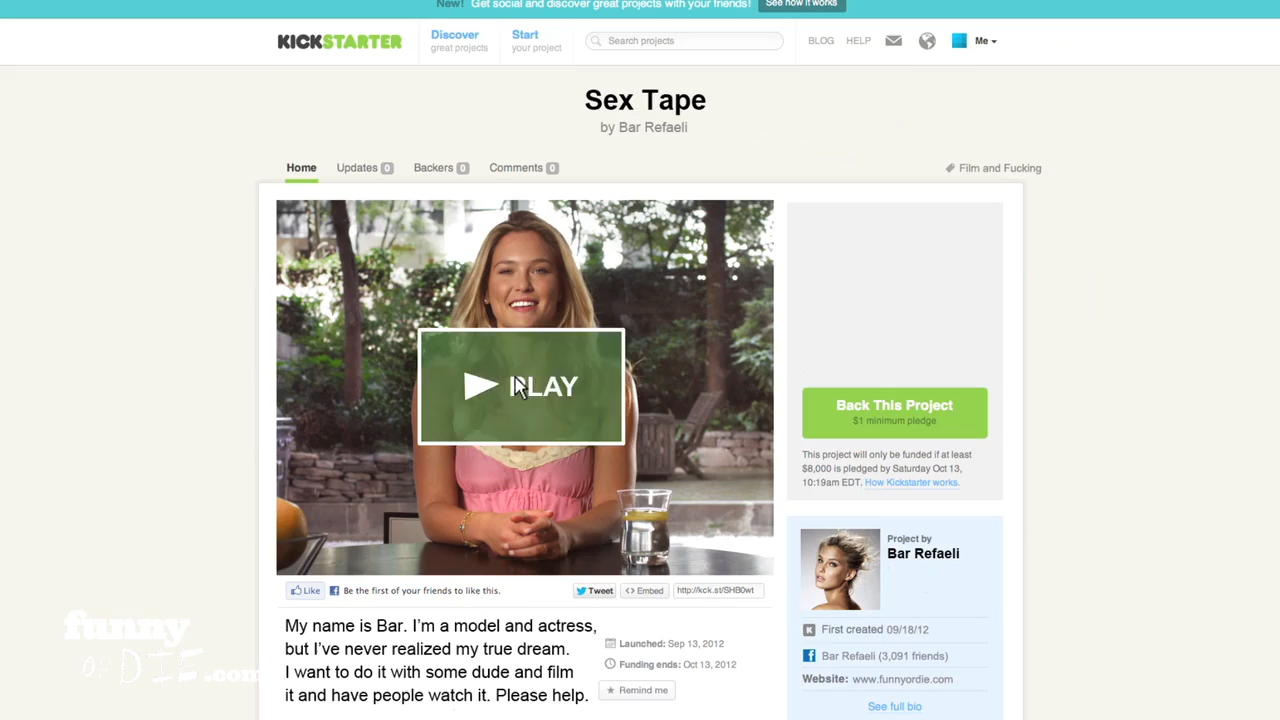 New! Get social and discover great projects with your friends! See how it works
KICKSTARTER
Discover
great projects
Start
your project
Search projects
BLOG HELP Me
Sex Tape
by Bar Refaeli
Home Updates 0 Backers 0 Comments 0 Film and Fucking
PLAY
Back This Project
$1 minimum pledge
This project will only be funded if at least
$8,000 is pledged by Saturday Oct 13,
10:19am EDT. How Kickstarter works.
Project by
Bar Refaeli
First created 09/18/12
Bar Refaeli (3,091 friends)
Website: www.funnyordie.com
See full bio
Like Be the first of your friends to like this. Tweet <> Embed http://kck.st/SHB0wt
My name is Bar. I'm a model and actress,
but I've never realized my true dream.
I want to do it with some dude and film
it and have people watch it. Please help.
Launched: Sep 13, 2012
Funding ends: Oct 13, 2012
Remind me
funny
OR DIE.com